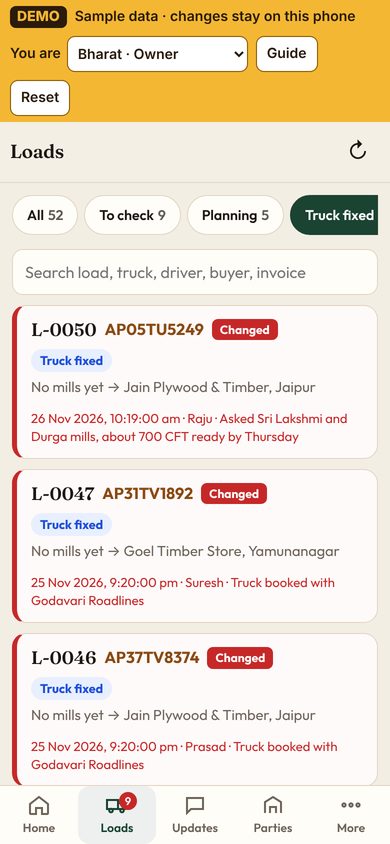 DEMO Sample data · changes stay on this phone
You are Bharat · Owner Guide
Reset
Loads
All 52 To check 9 Planning 5 Truck fixed
Search load, truck, driver, buyer, invoice
L-0050 AP05TU5249 Changed
Truck fixed
No mills yet → Jain Plywood & Timber, Jaipur
26 Nov 2026, 10:19:00 am · Raju · Asked Sri Lakshmi and
Durga mills, about 700 CFT ready by Thursday
L-0047 AP31TV1892 Changed
Truck fixed
No mills yet → Goel Timber Store, Yamunanagar
25 Nov 2026, 9:20:00 pm · Suresh · Truck booked with
Godavari Roadlines
L-0046 AP37TV8374 Changed
Truck fixed
No mills yet → Jain Plywood & Timber, Jaipur
25 Nov 2026, 9:20:00 pm · Prasad · Truck booked with
Godavari Roadlines
9
Home Loads Updates Parties More